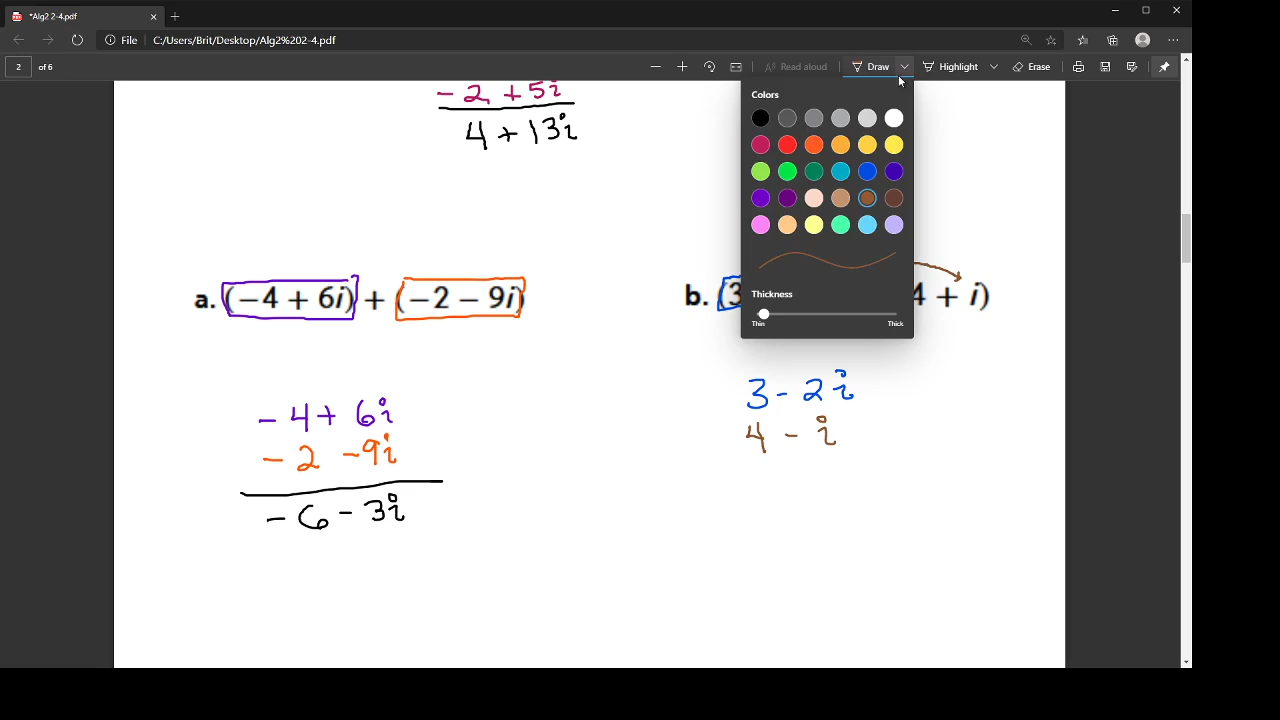 *Alg2 2-4.pdf
File C:/Users/Brit/Desktop/Alg2%202-4.pdf
2 of 6 Read aloud Draw Highlight Erase
Colors
- 2 + 5i
4 + 13i
a. (−4 + 6i) + (−2 − 9i)
b. (3 4 + i)
Thickness
Thin Thick
3 - 2i
- 4 + 6i
4 - i
- 2 - 9i
- 6 - 3i